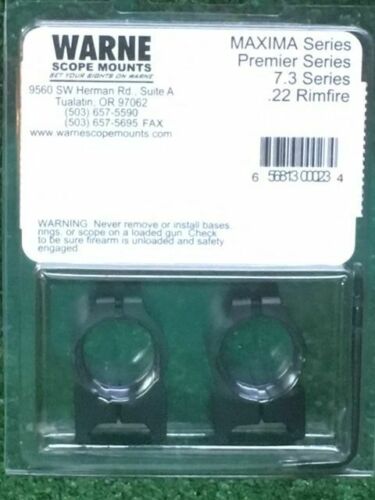 WARNE
SCOPE MOUNTS
SET YOUR SIGHTS ON WARNE
9560 SW Herman Rd., Suite A
Tualatin, OR 97062
(503) 657-5590
(503) 657-5695 FAX
www.warnescopemounts.com
MAXIMA Series
Premier Series
7.3 Series
.22 Rimfire
6 56813 00023 4
WARNING: Never remove or install bases,
rings, or scope on a loaded gun. Check
to be sure firearm is unloaded and safety
engaged